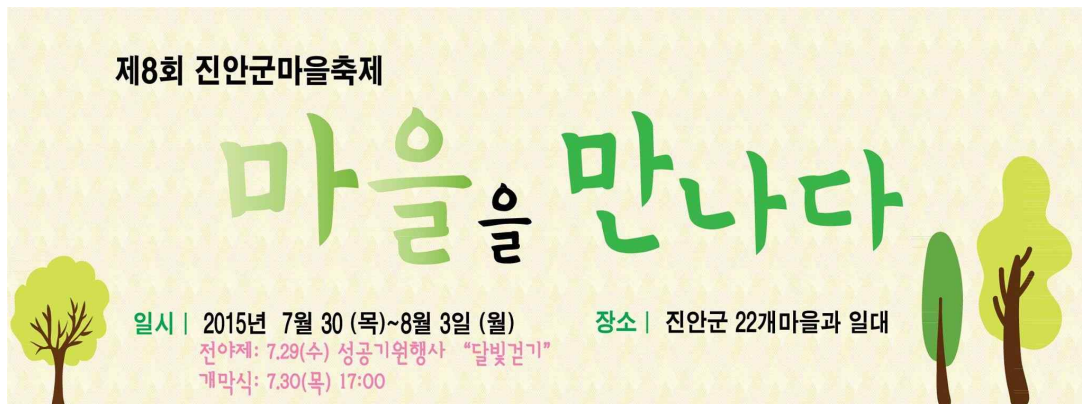 제8회 진안군마을축제
마을을 만나다
일시 | 2015년 7월 30 (목)~8월 3일 (월)
전야제: 7.29(수) 성공기원행사 “달빛걷기”
개막식: 7.30(목) 17:00
장소 | 진안군 22개마을과 일대